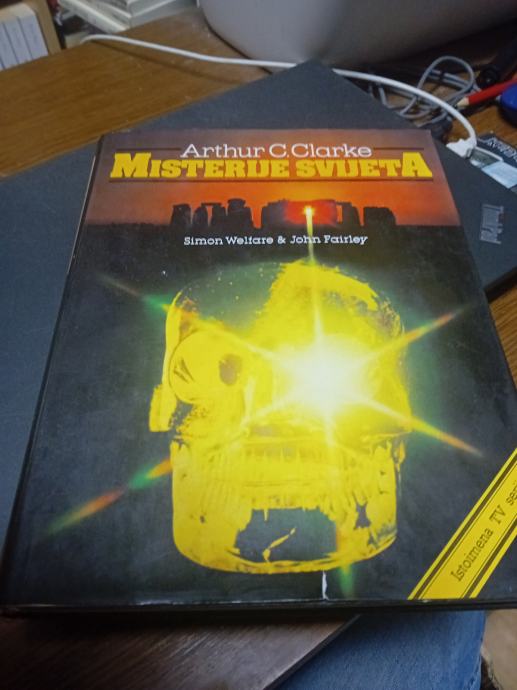 Arthur C. Clarke
MISTERIJE SVIJETA
Simon Welfare & John Fairley
Istoimena TV